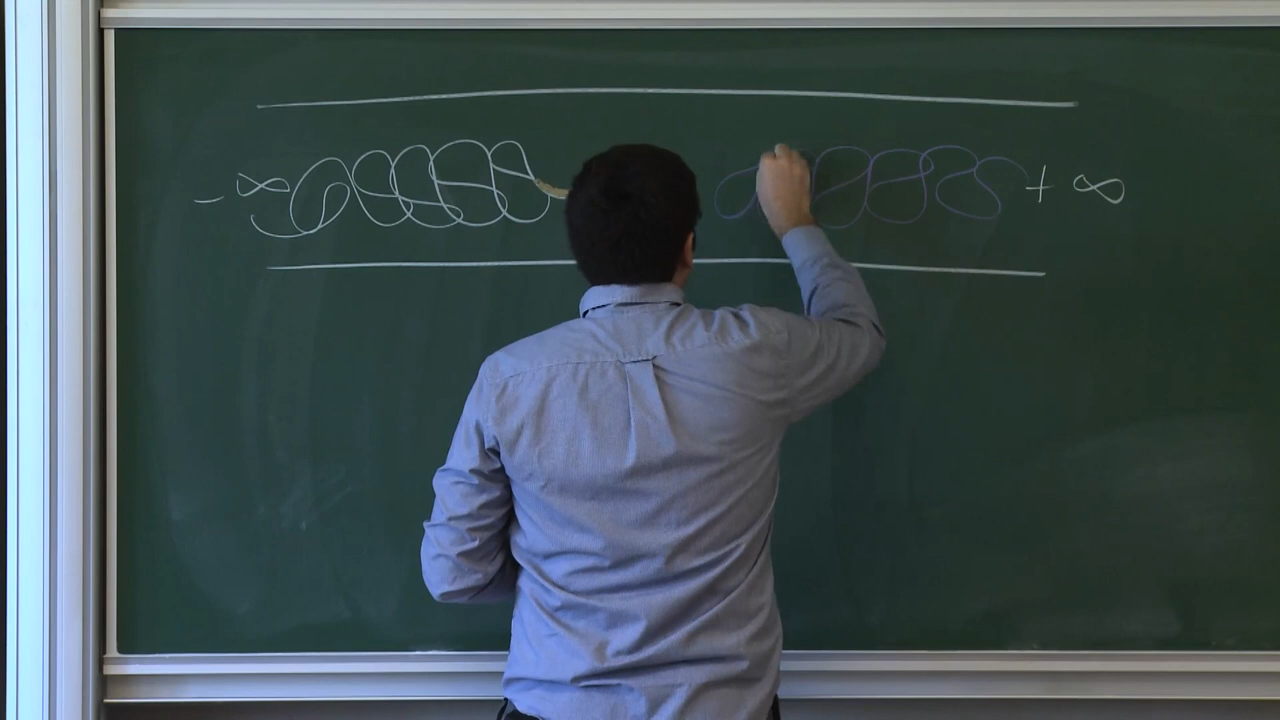 - ∞ + ∞